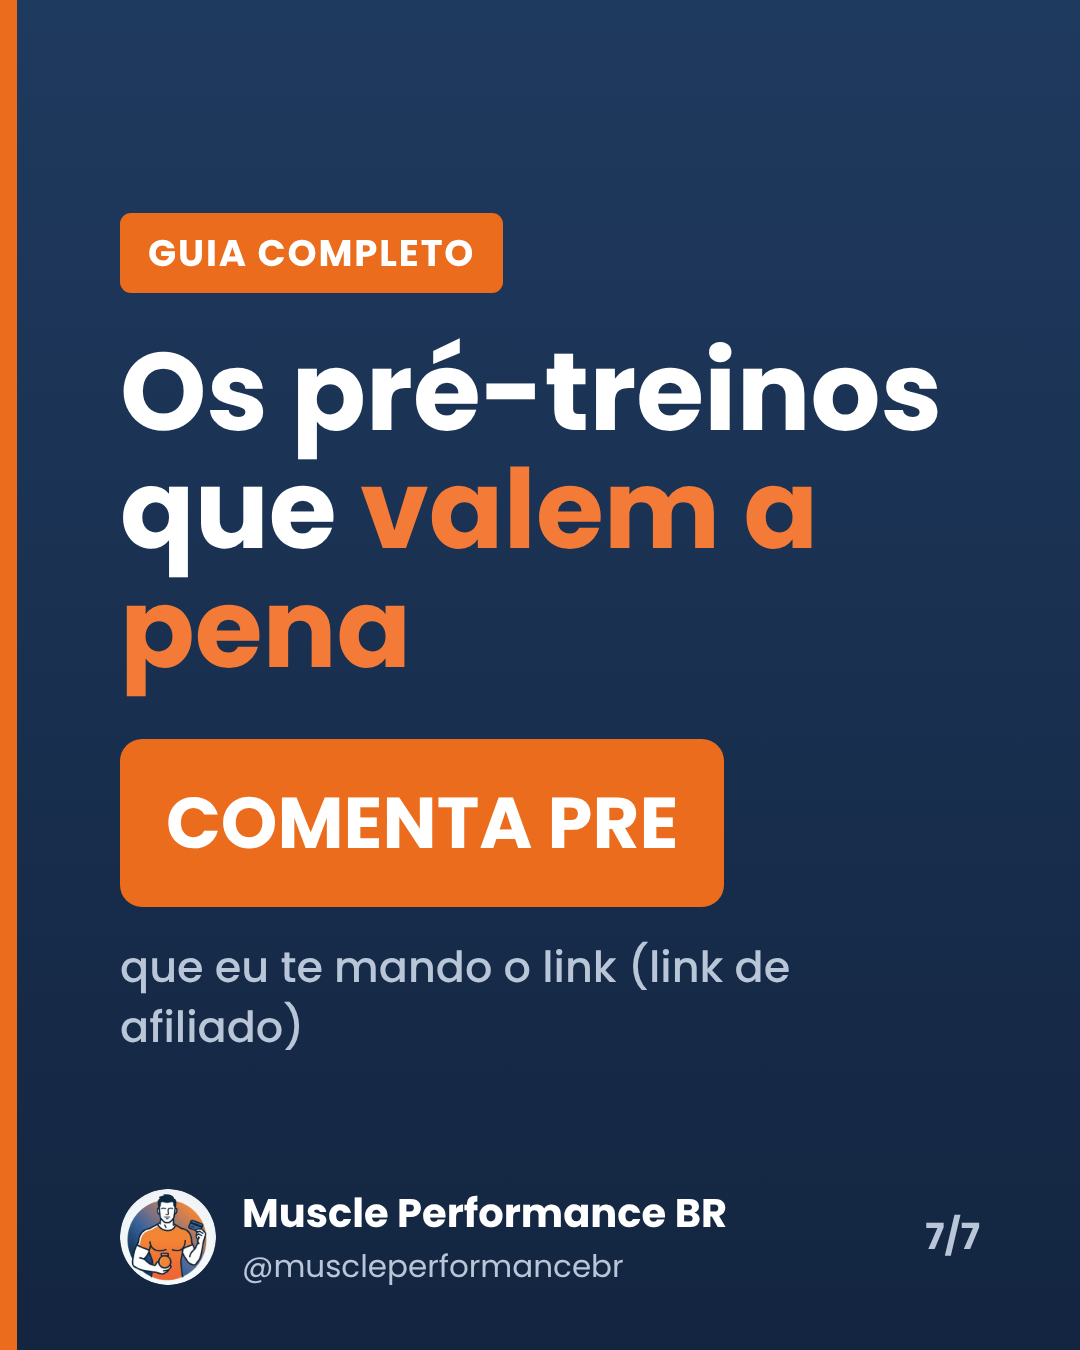 GUIA COMPLETO
Os pré-treinos
que valem a
pena
COMENTA PRE
que eu te mando o link (link de
afiliado)
Muscle Performance BR
@muscleperformancebr
7/7